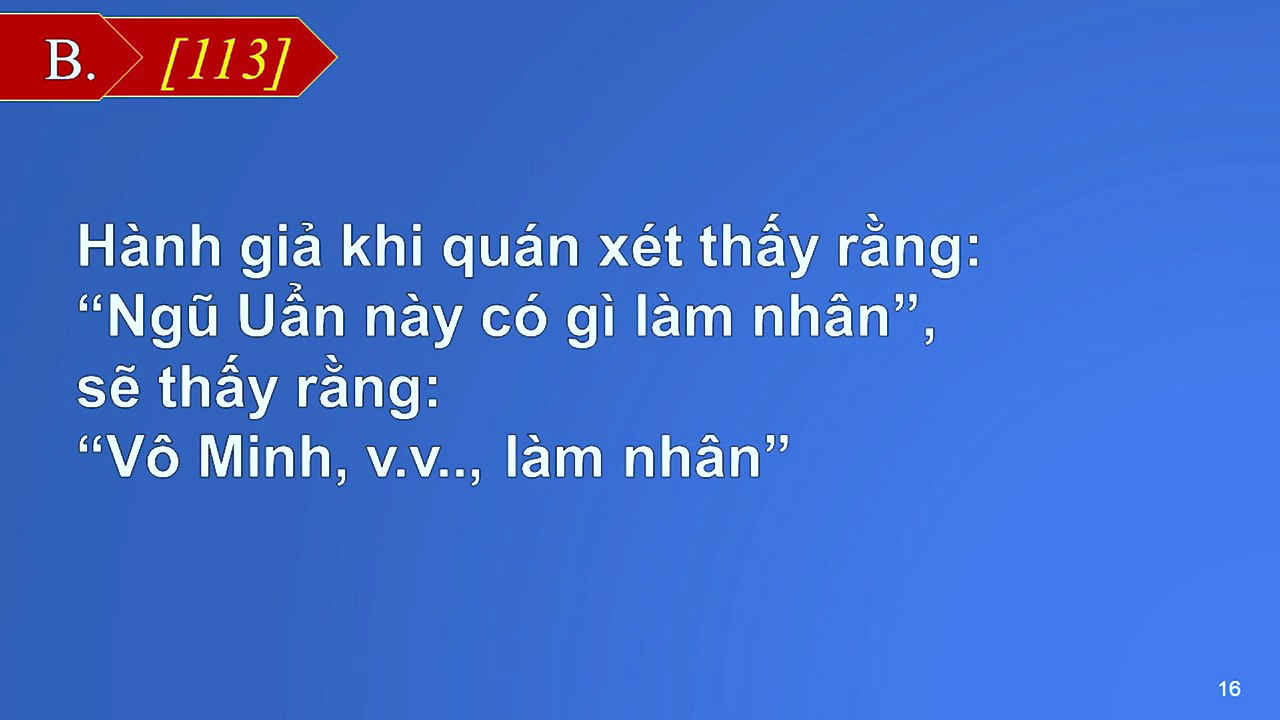 B. [113]
Hành giả khi quán xét thấy rằng:
“Ngũ Uẩn này có gì làm nhân”,
sẽ thấy rằng:
“Vô Minh, v.v.., làm nhân”
16